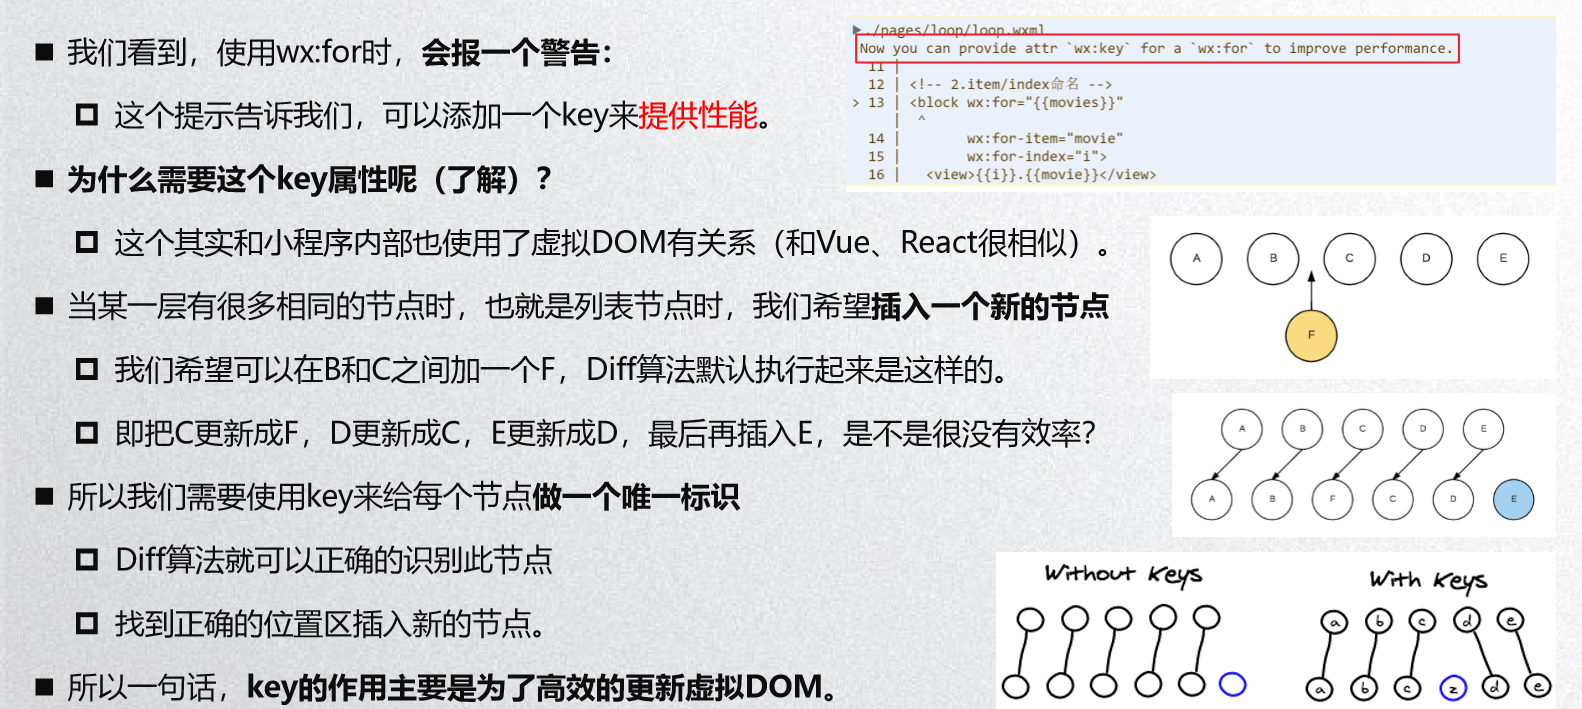 我们看到，使用wx:for时，会报一个警告：
这个提示告诉我们，可以添加一个key来提供性能。
为什么需要这个key属性呢（了解）？
这个其实和小程序内部也使用了虚拟DOM有关系（和Vue、React很相似）。
当某一层有很多相同的节点时，也就是列表节点时，我们希望插入一个新的节点
我们希望可以在B和C之间加一个F，Diff算法默认执行起来是这样的。
即把C更新成F，D更新成C，E更新成D，最后再插入E，是不是很没有效率？
所以我们需要使用key来给每个节点做一个唯一标识
Diff算法就可以正确的识别此节点
找到正确的位置区插入新的节点。
所以一句话，key的作用主要是为了高效的更新虚拟DOM。
./pages/loop/loop.wxml
Now you can provide attr `wx:key` for a `wx:for` to improve performance.
11 |
12 | <!-- 2.item/index命名 -->
> 13 | <block wx:for="{{movies}}"
| ^
14 | wx:for-item="movie"
15 | wx:for-index="i">
16 | <view>{{i}}.{{movie}}</view>
A B C D E
F
A B C D E
A B F C D E
Without Keys
With Keys
a b c d e
a b c z d e